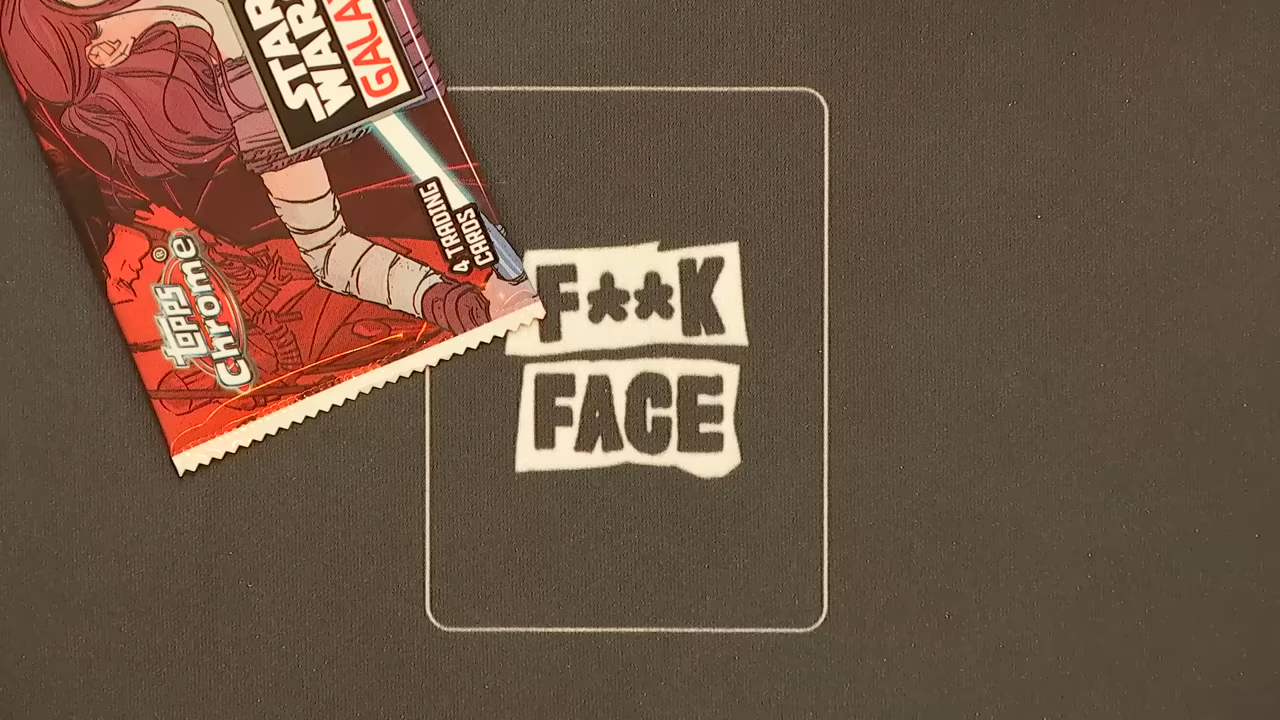 STAR
WARS
GALA
4 TRADING
CARDS
topps®
chrome
F**K
FACE